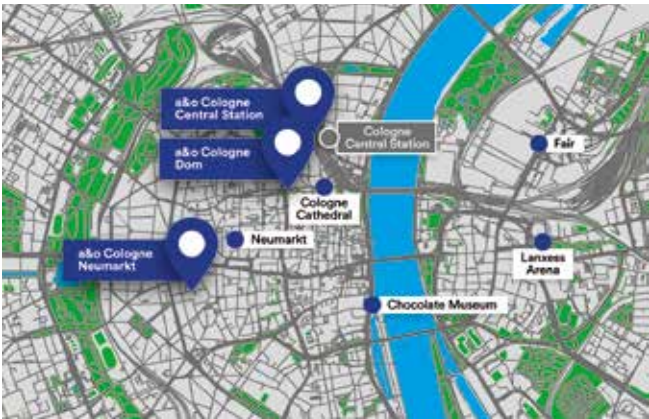 a&o Cologne
Central Station
a&o Cologne
Dom
Cologne
Central Station
Fair
Cologne
Cathedral
a&o Cologne
Neumarkt
Neumarkt
Lanxess
Arena
Chocolate Museum